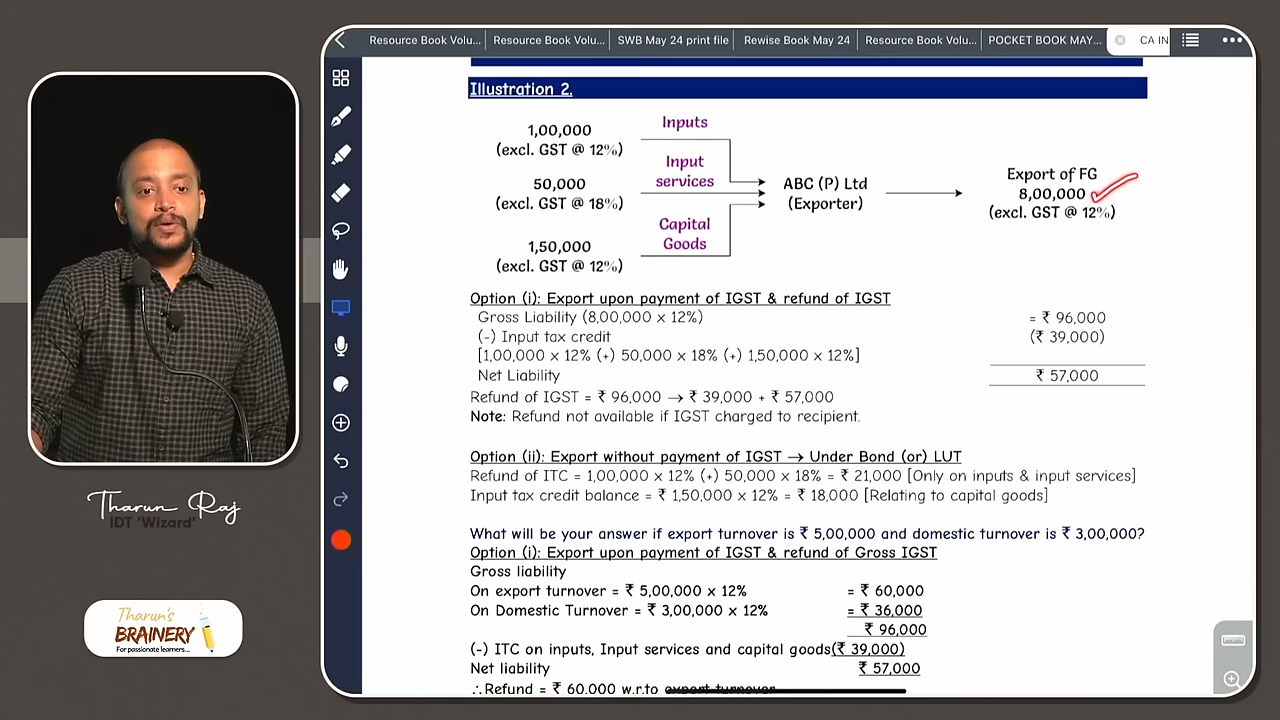 Resource Book Volu...
Resource Book Volu...
SWB May 24 print file
Rewise Book May 24
Resource Book Volu...
POCKET BOOK MAY...
CA IN
Illustration 2.
1,00,000
(excl. GST @ 12%)
50,000
(excl. GST @ 18%)
1,50,000
(excl. GST @ 12%)
Inputs
Input
services
Capital
Goods
ABC (P) Ltd
(Exporter)
Export of FG
8,00,000
(excl. GST @ 12%)
Option (i): Export upon payment of IGST & refund of IGST
Gross Liability (8,00,000 x 12%) = ₹ 96,000
(-) Input tax credit (₹ 39,000)
[1,00,000 x 12% (+) 50,000 x 18% (+) 1,50,000 x 12%]
Net Liability ₹ 57,000
Refund of IGST = ₹ 96,000 → ₹ 39,000 + ₹ 57,000
Note: Refund not available if IGST charged to recipient.
Option (ii): Export without payment of IGST → Under Bond (or) LUT
Refund of ITC = 1,00,000 x 12% (+) 50,000 x 18% = ₹ 21,000 [Only on inputs & input services]
Input tax credit balance = ₹ 1,50,000 x 12% = ₹ 18,000 [Relating to capital goods]
What will be your answer if export turnover is ₹ 5,00,000 and domestic turnover is ₹ 3,00,000?
Option (i): Export upon payment of IGST & refund of Gross IGST
Gross liability
On export turnover = ₹ 5,00,000 x 12% = ₹ 60,000
On Domestic Turnover = ₹ 3,00,000 x 12% = ₹ 36,000
₹ 96,000
(-) ITC on inputs, Input services and capital goods(₹ 39,000)
Net liability ₹ 57,000
∴Refund = ₹ 60,000 w.r.to export turnover
Tharun Raj
IDT 'Wizard'
Tharun's
BRAINERY
For passionate learners...